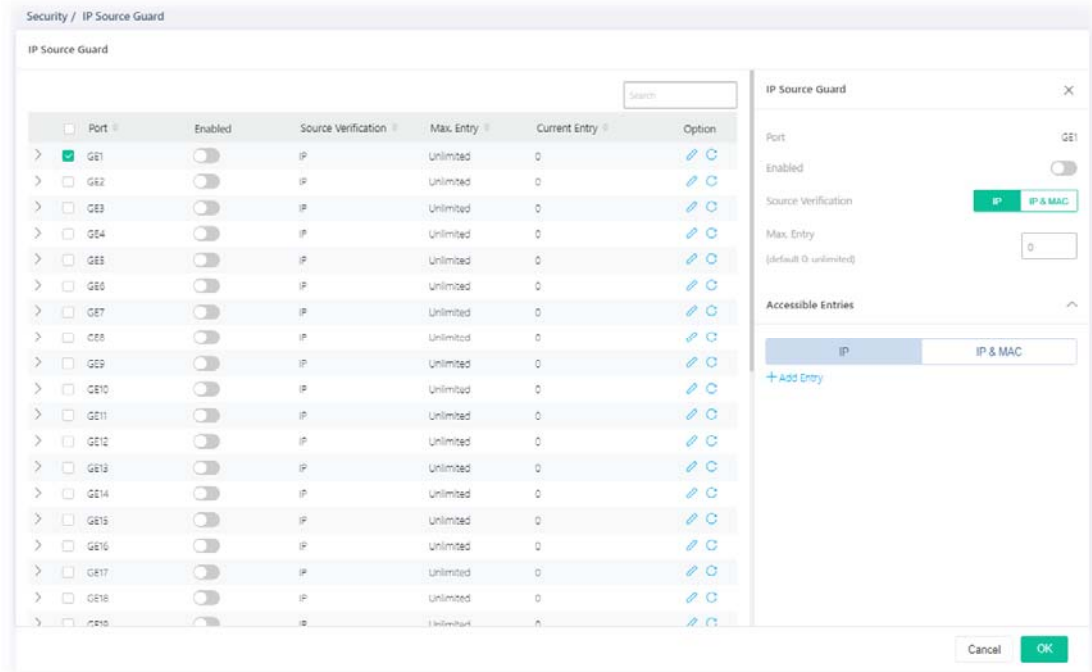 Security / IP Source Guard
IP Source Guard
Search
Port Enabled Source Verification Max. Entry Current Entry Option
GE1 IP Unlimited 0
GE2 IP Unlimited 0
GE3 IP Unlimited 0
GE4 IP Unlimited 0
GE5 IP Unlimited 0
GE6 IP Unlimited 0
GE7 IP Unlimited 0
GE8 IP Unlimited 0
GE9 IP Unlimited 0
GE10 IP Unlimited 0
GE11 IP Unlimited 0
GE12 IP Unlimited 0
GE13 IP Unlimited 0
GE14 IP Unlimited 0
GE15 IP Unlimited 0
GE16 IP Unlimited 0
GE17 IP Unlimited 0
GE18 IP Unlimited 0
GE19 IP Unlimited 0
IP Source Guard
Port GE1
Enabled
Source Verification IP IP & MAC
Max. Entry
(default 0: unlimited) 0
Accessible Entries
IP IP & MAC
+ Add Entry
Cancel OK